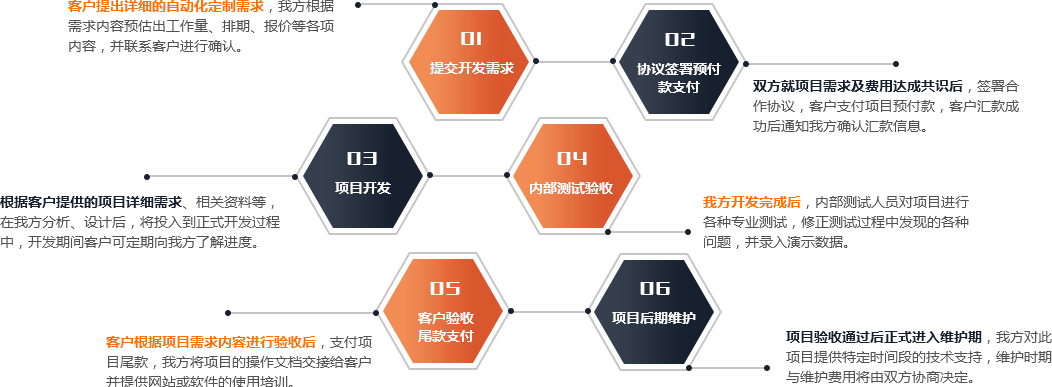 客户提出详细的自动化定制需求，我方根据
需求内容预估出工作量、排期、报价等各项
内容，并联系客户进行确认。
01
提交开发需求
02
协议签署预付
款支付
双方就项目需求及费用达成共识后，签署合
作协议，客户支付项目预付款，客户汇款成
功后通知我方确认汇款信息。
03
项目开发
根据客户提供的项目详细需求、相关资料等，
在我方分析、设计后，将投入到正式开发过程
中，开发期间客户可定期向我方了解进度。
04
内部测试验收
我方开发完成后，内部测试人员对项目进行
各种专业测试，修正测试过程中发现的各种
问题，并录入演示数据。
05
客户验收
尾款支付
客户根据项目需求内容进行验收后，支付项
目尾款，我方将项目的操作文档交接给客户
并提供网站或软件的使用培训。
06
项目后期维护
项目验收通过后正式进入维护期，我方对此
项目提供特定时间段的技术支持，维护时期
与维护费用将由双方协商决定。